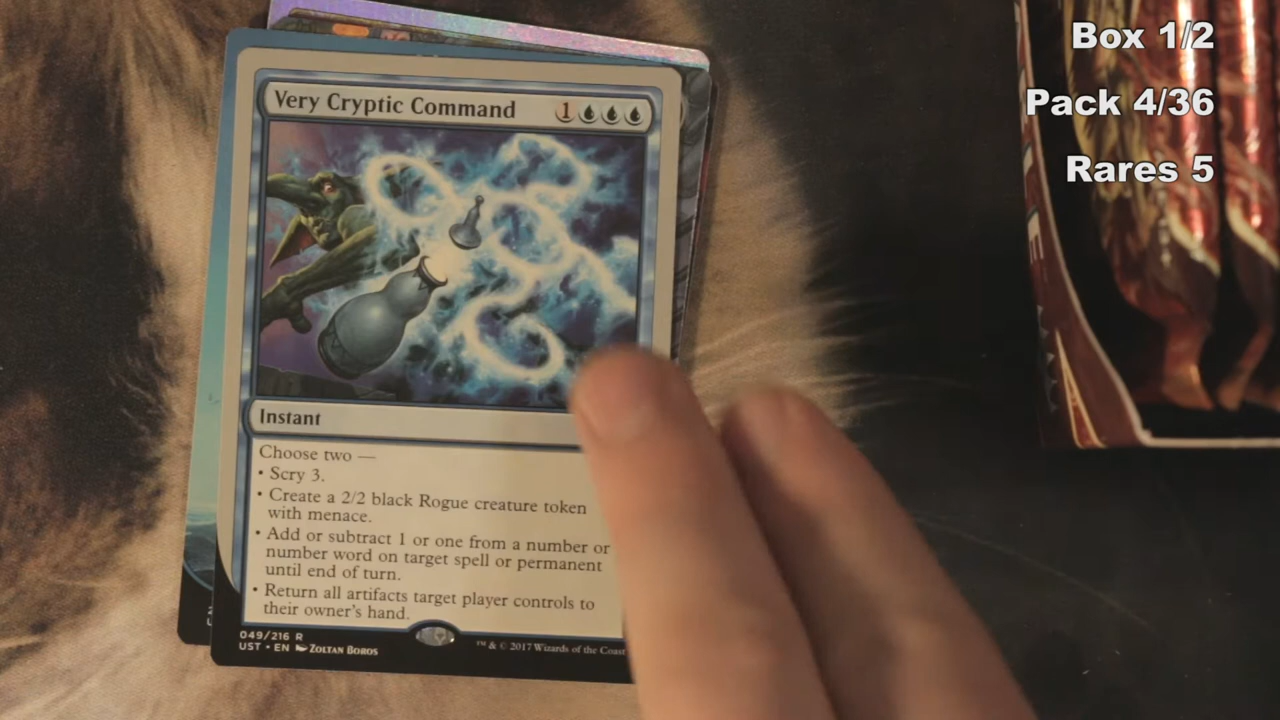 Box 1/2
Pack 4/36
Rares 5
Very Cryptic Command 1
Instant
Choose two —
• Scry 3.
• Create a 2/2 black Rogue creature token
with menace.
• Add or subtract 1 or one from a number or
number word on target spell or permanent
until end of turn.
• Return all artifacts target player controls to
their owner's hand.
049/216 R
UST • EN Zoltan Boros
™ & © 2017 Wizards of the Coast